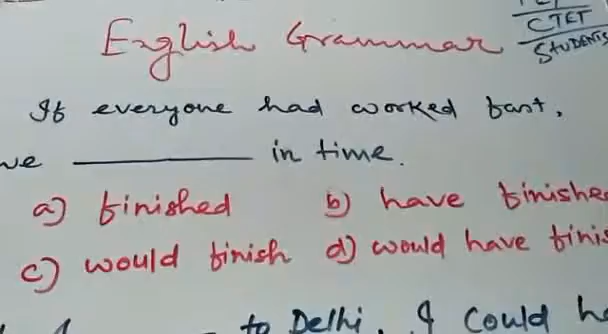 English Grammar
CTET
STUDENTS
If everyone had worked fast,
we ________ in time.
a) finished b) have finishe
c) would finish d) would have finis
to Delhi, I could h